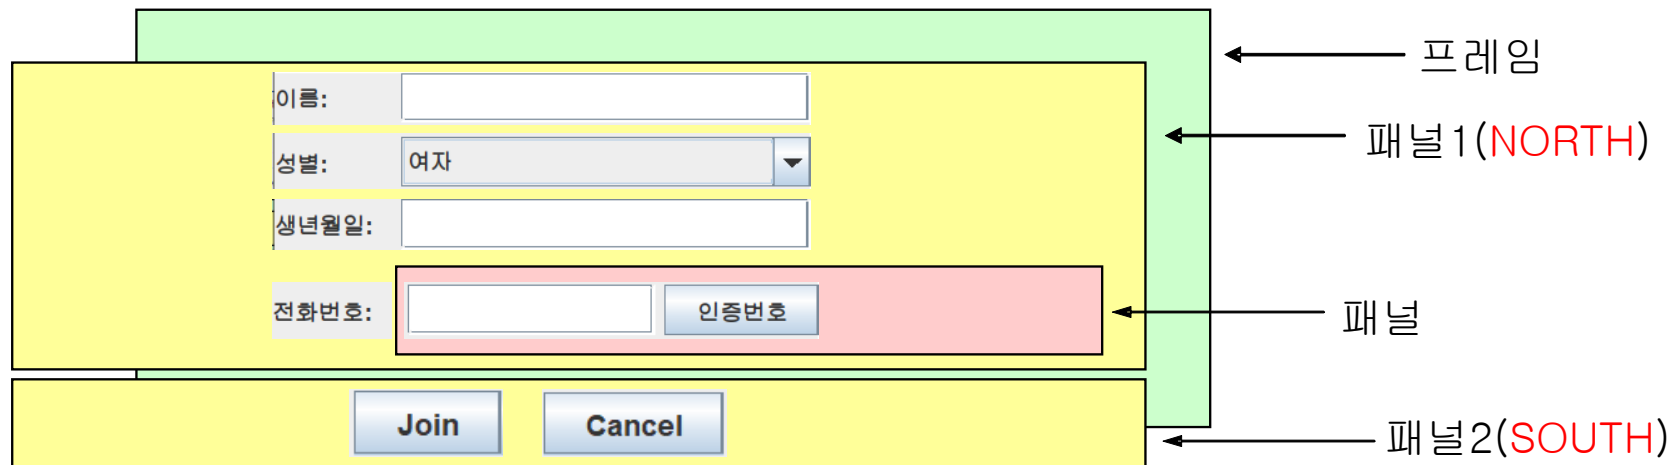 프레임
이름:
패널1(NORTH)
성별: 여자
생년월일:
전화번호: 인증번호
패널
Join Cancel
패널2(SOUTH)